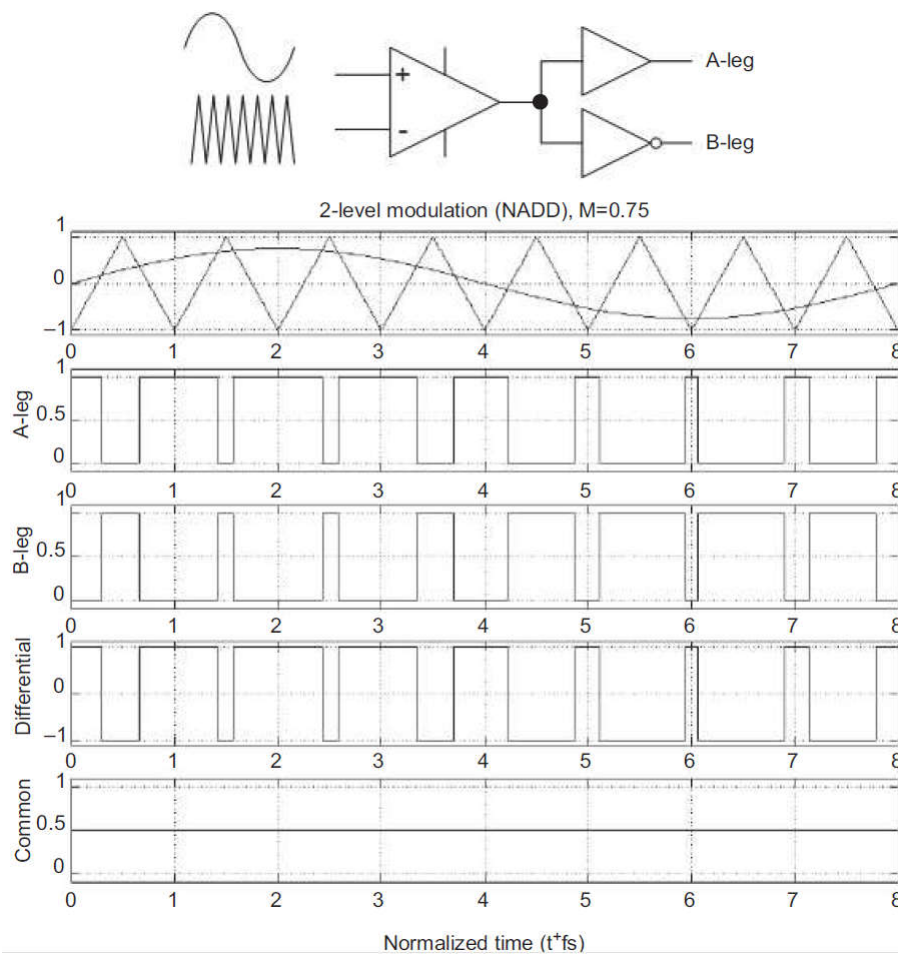 +
-
A-leg
B-leg
2-level modulation (NADD), M=0.75
1
0
−1
0 1 2 3 4 5 6 7 8
A-leg
1
0.5
0
0 1 2 3 4 5 6 7 8
B-leg
1
0.5
0
0 1 2 3 4 5 6 7 8
Differential
1
0
−1
0 1 2 3 4 5 6 7 8
Common
1
0.5
0
0 1 2 3 4 5 6 7 8
Normalized time (t⁺fs)